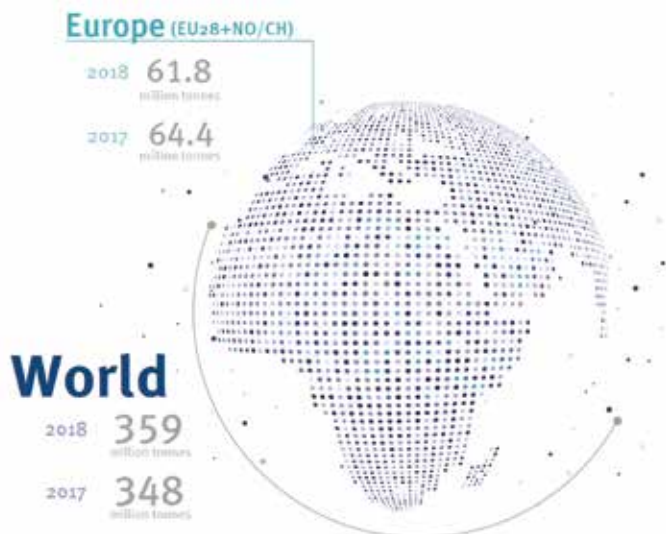 Europe (EU28+NO/CH)
2018 61.8
million tonnes
2017 64.4
million tonnes
World
2018 359
million tonnes
2017 348
million tonnes